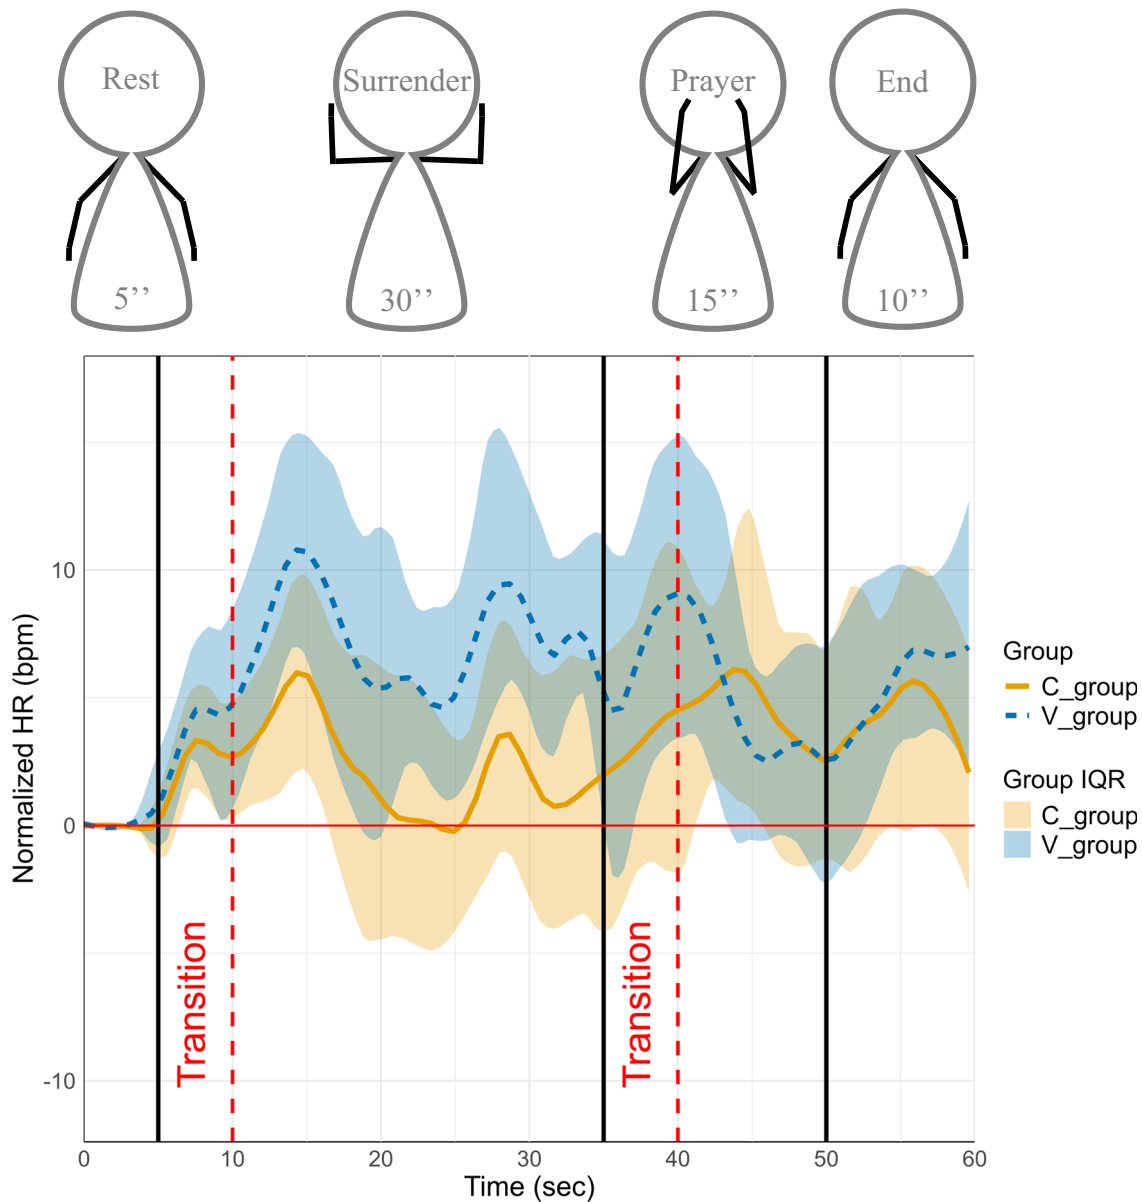 Rest
Surrender
Prayer
End
5’’
30’’
15’’
10’’
Normalized HR (bpm)
10
0
-10
Transition
Transition
0
10
20
30
40
50
60
Time (sec)
Group
C_group
V_group
Group IQR
C_group
V_group